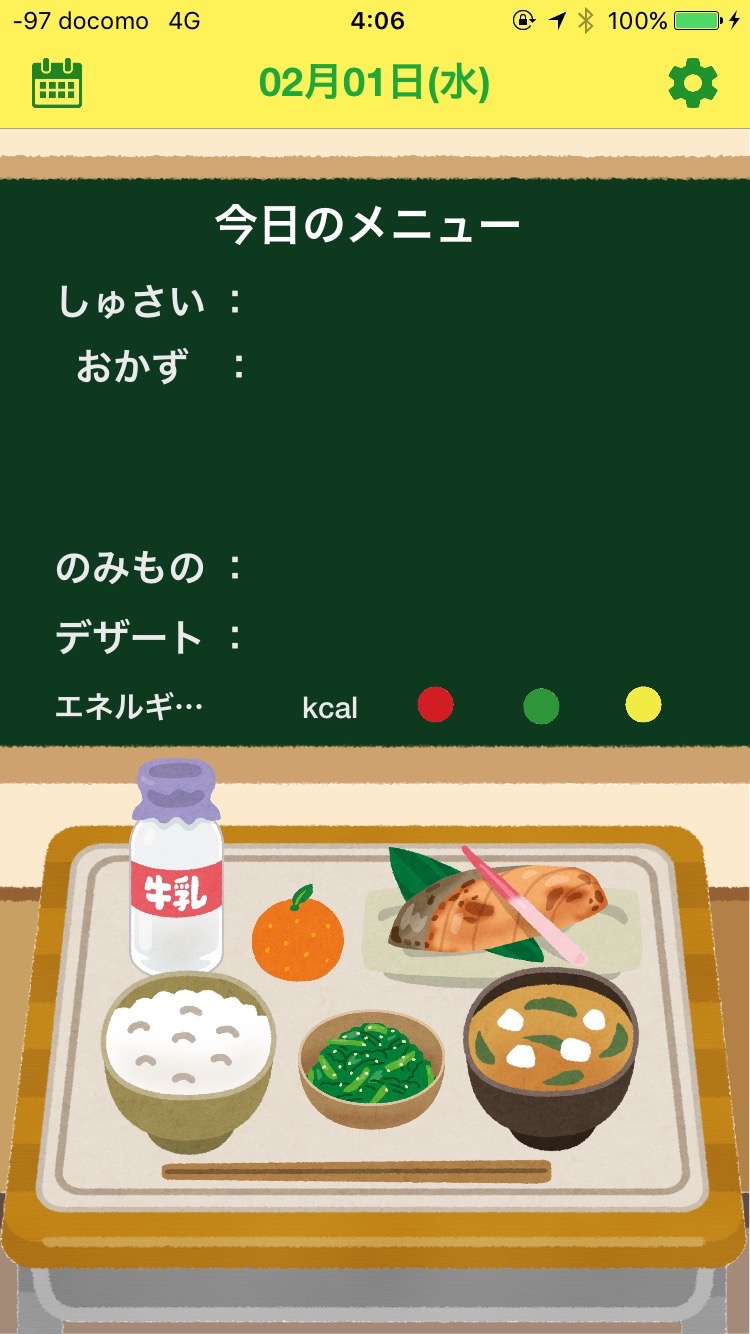 -97 docomo 4G 4:06 100%
02月01日(水)
今日のメニュー
しゅさい：
おかず：
のみもの：
デザート：
エネルギ… kcal
牛乳